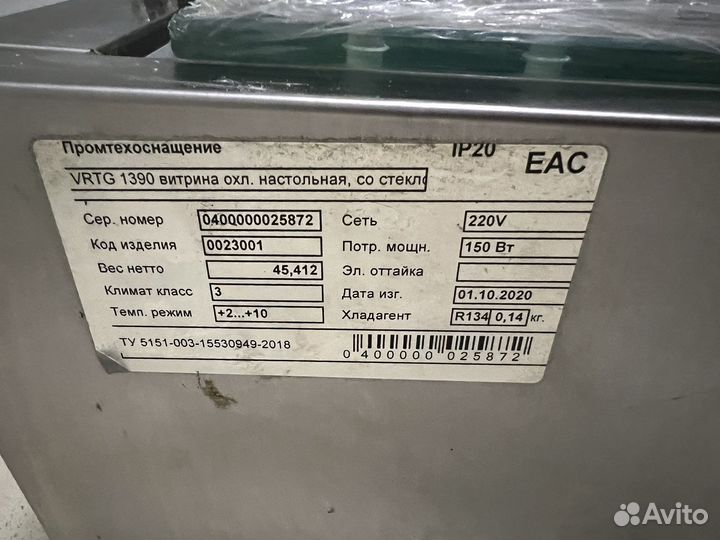 Промтехоснащение IP20 EAC
VRTG 1390 витрина охл. настольная, со стекло
Сер. номер 0400000025872 Сеть 220V
Код изделия 0023001 Потр. мощн. 150 Вт
Вес нетто 45,412 Эл. оттайка
Климат класс 3 Дата изг. 01.10.2020
Темп. режим +2...+10 Хладагент R134 0,14 кг.
ТУ 5151-003-15530949-2018
0 400000 025872
Avito